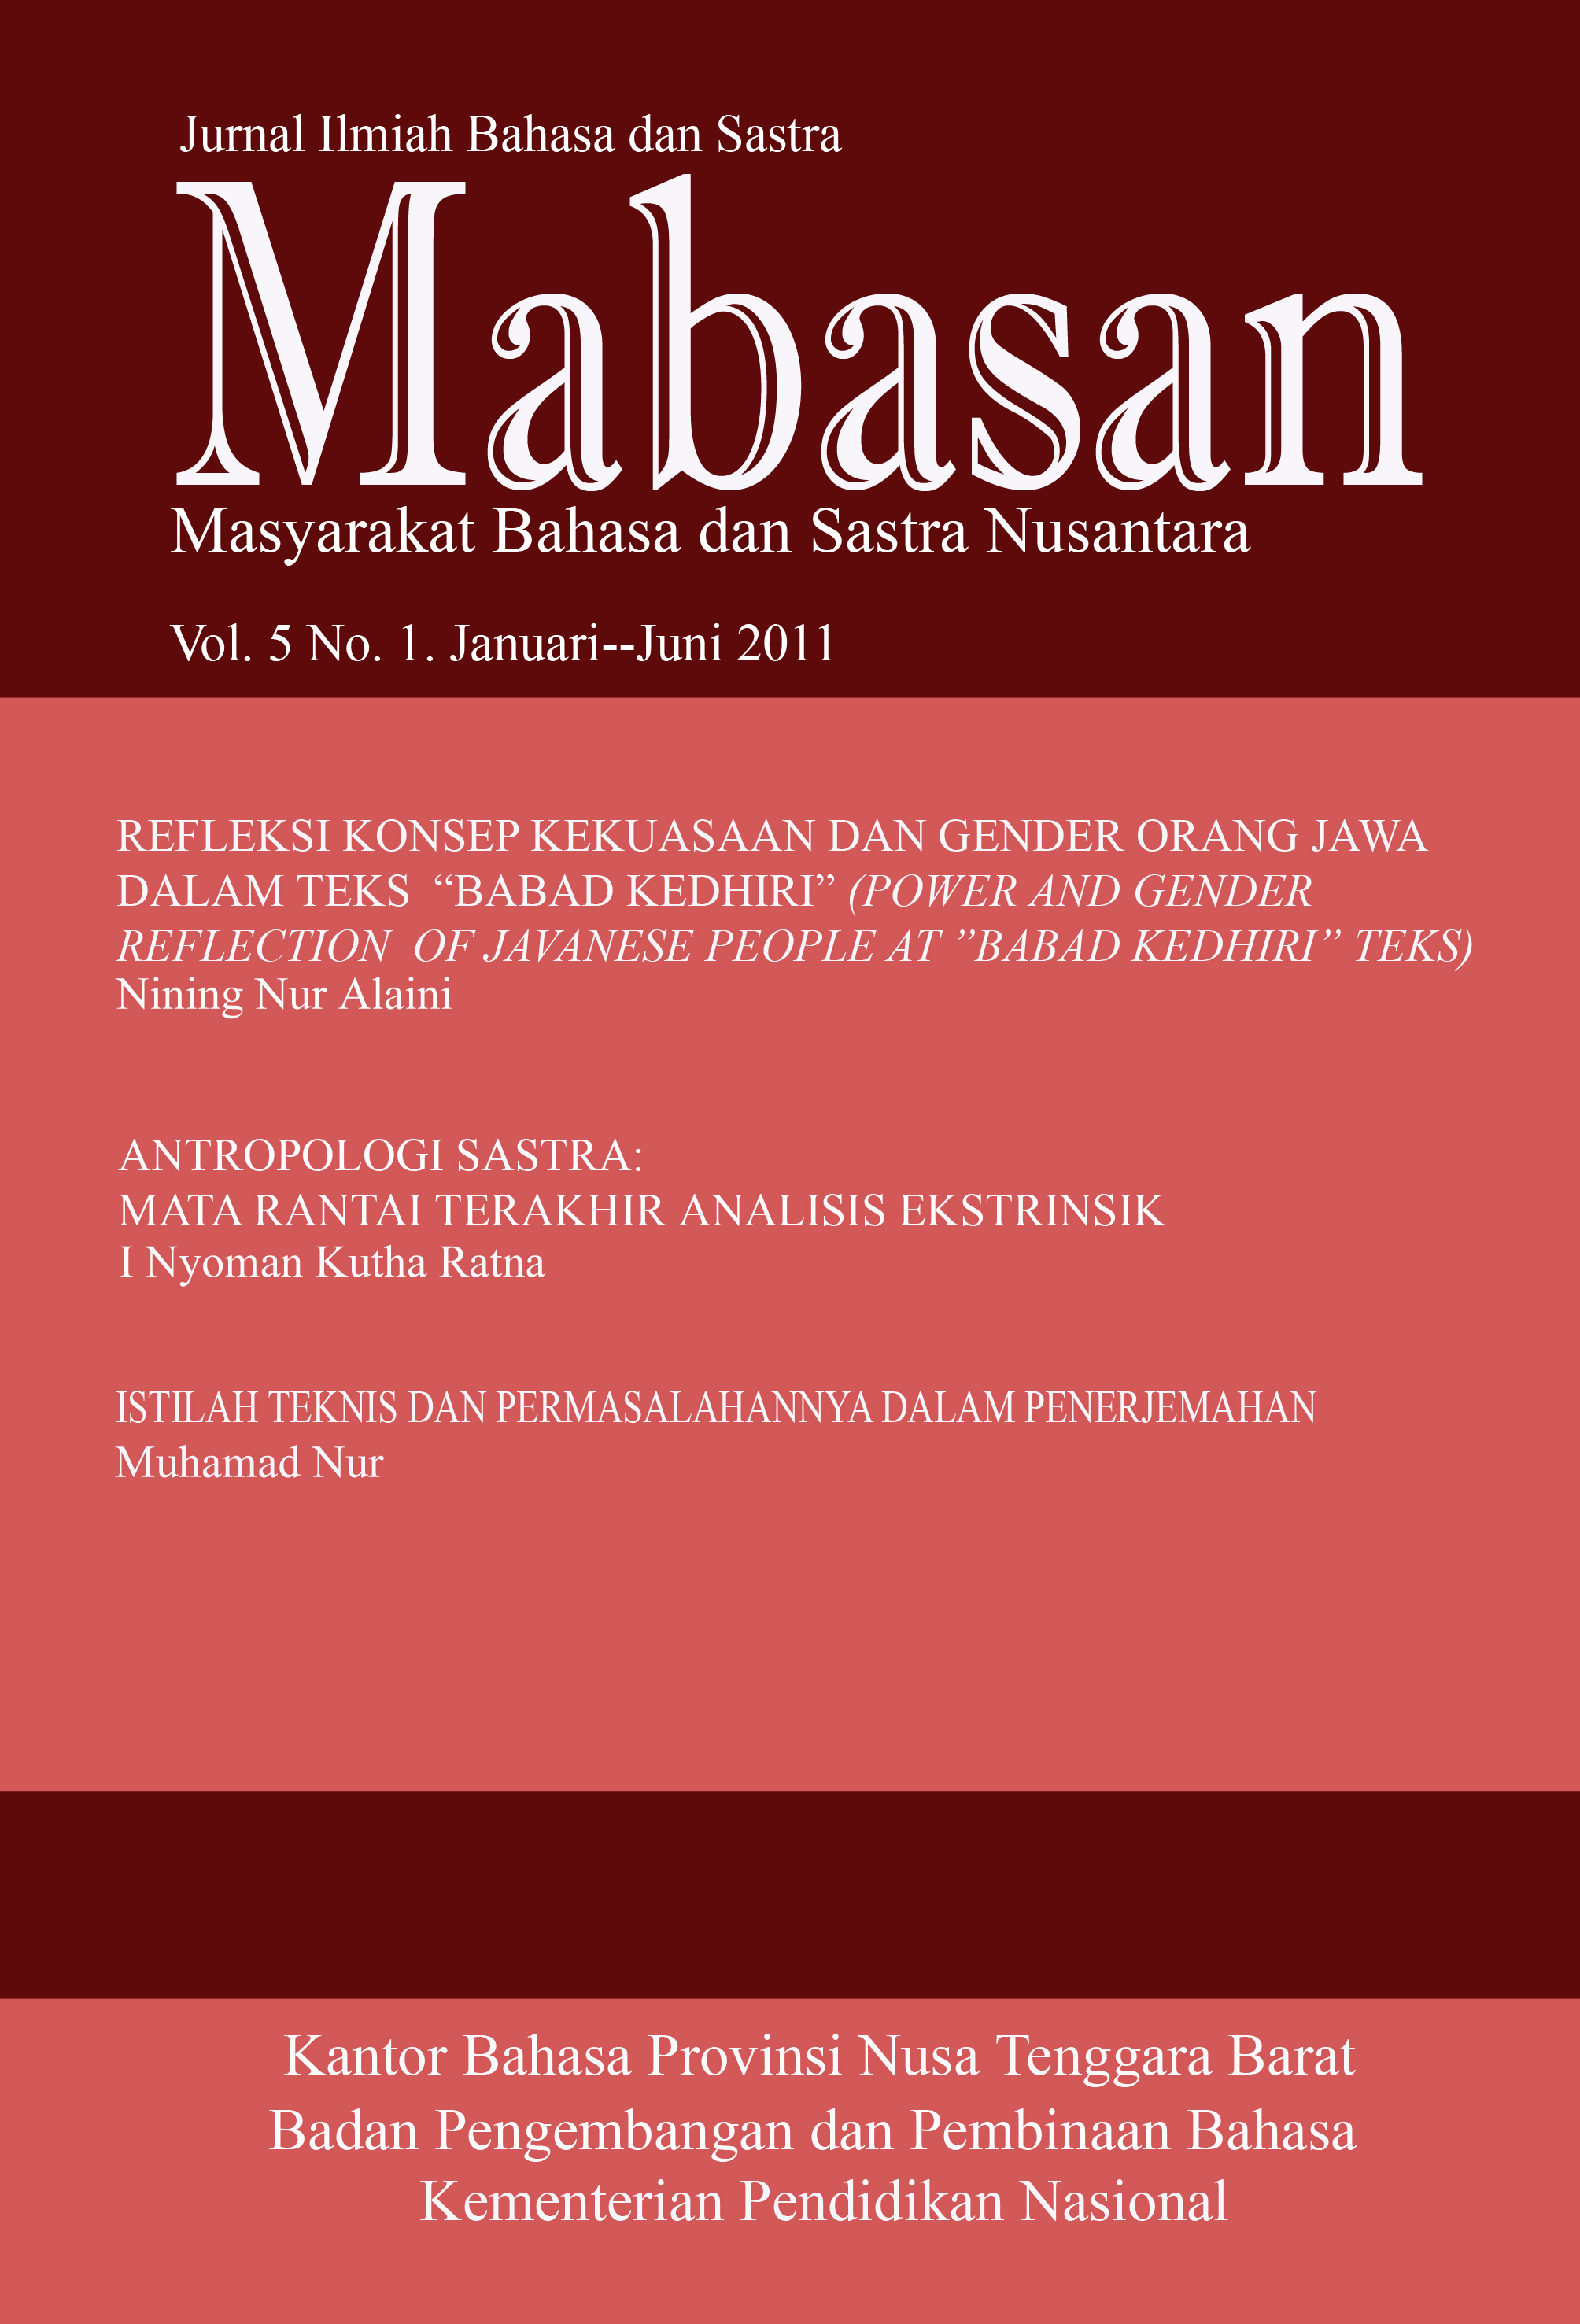 Jurnal Ilmiah Bahasa dan Sastra
Mabasan
Masyarakat Bahasa dan Sastra Nusantara
Vol. 5 No. 1. Januari--Juni 2011
REFLEKSI KONSEP KEKUASAAN DAN GENDER ORANG JAWA
DALAM TEKS “BABAD KEDHIRI” (POWER AND GENDER
REFLECTION OF JAVANESE PEOPLE AT ”BABAD KEDHIRI” TEKS)
Nining Nur Alaini
ANTROPOLOGI SASTRA:
MATA RANTAI TERAKHIR ANALISIS EKSTRINSIK
I Nyoman Kutha Ratna
ISTILAH TEKNIS DAN PERMASALAHANNYA DALAM PENERJEMAHAN
Muhamad Nur
Kantor Bahasa Provinsi Nusa Tenggara Barat
Badan Pengembangan dan Pembinaan Bahasa
Kementerian Pendidikan Nasional